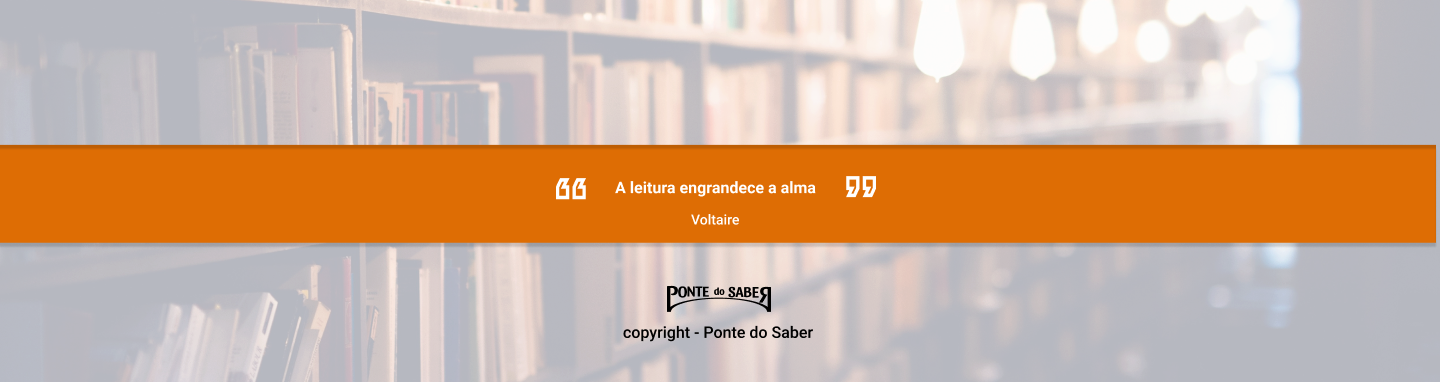 A leitura engrandece a alma
Voltaire
PONTE do SABER
copyright - Ponte do Saber